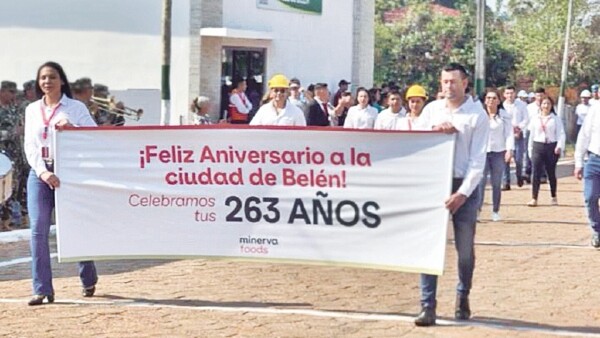 ¡Feliz Aniversario a la
ciudad de Belén!
Celebramos
tus 263 AÑOS
minerva
foods